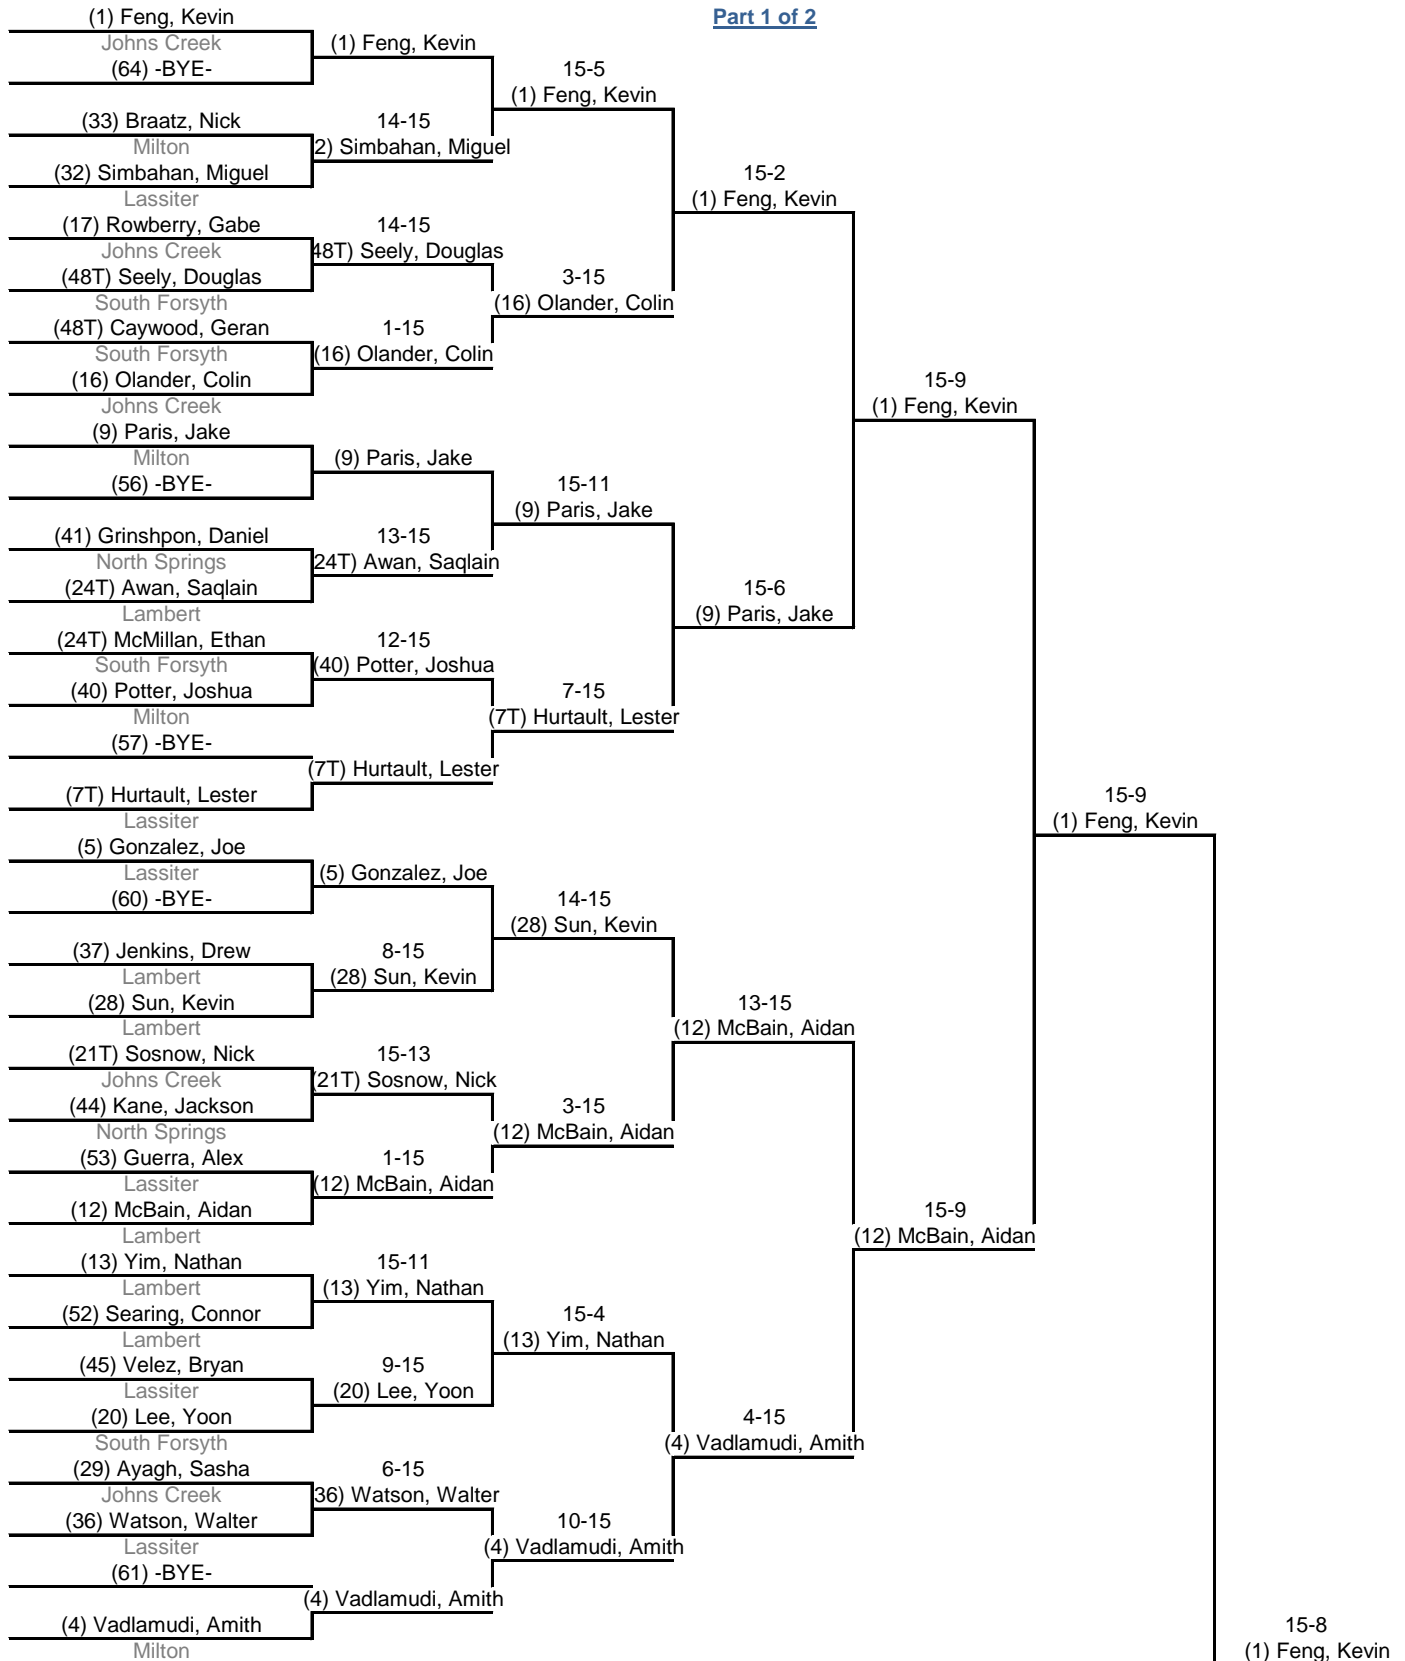 Part 1 of 2
(1) Feng, Kevin
Johns Creek
(64) -BYE-
(33) Braatz, Nick
Milton
(32) Simbahan, Miguel
Lassiter
(17) Rowberry, Gabe
Johns Creek
(48T) Seely, Douglas
South Forsyth
(48T) Caywood, Geran
South Forsyth
(16) Olander, Colin
Johns Creek
(9) Paris, Jake
Milton
(56) -BYE-
(41) Grinshpon, Daniel
North Springs
(24T) Awan, Saqlain
Lambert
(24T) McMillan, Ethan
South Forsyth
(40) Potter, Joshua
Milton
(57) -BYE-
(7T) Hurtault, Lester
Lassiter
(5) Gonzalez, Joe
Lassiter
(60) -BYE-
(37) Jenkins, Drew
Lambert
(28) Sun, Kevin
Lambert
(21T) Sosnow, Nick
Johns Creek
(44) Kane, Jackson
North Springs
(53) Guerra, Alex
Lassiter
(12) McBain, Aidan
Lambert
(13) Yim, Nathan
Lambert
(52) Searing, Connor
Lambert
(45) Velez, Bryan
Lassiter
(20) Lee, Yoon
South Forsyth
(29) Ayagh, Sasha
Johns Creek
(36) Watson, Walter
Lassiter
(61) -BYE-
(4) Vadlamudi, Amith
Milton
(1) Feng, Kevin
14-15
2) Simbahan, Miguel
14-15
48T) Seely, Douglas
1-15
(16) Olander, Colin
(9) Paris, Jake
13-15
24T) Awan, Saqlain
12-15
(40) Potter, Joshua
(7T) Hurtault, Lester
(5) Gonzalez, Joe
8-15
(28) Sun, Kevin
15-13
(21T) Sosnow, Nick
1-15
(12) McBain, Aidan
15-11
(13) Yim, Nathan
9-15
(20) Lee, Yoon
6-15
36) Watson, Walter
(4) Vadlamudi, Amith
15-5
(1) Feng, Kevin
3-15
(16) Olander, Colin
15-11
(9) Paris, Jake
7-15
(7T) Hurtault, Lester
14-15
(28) Sun, Kevin
3-15
(12) McBain, Aidan
15-4
(13) Yim, Nathan
10-15
(4) Vadlamudi, Amith
15-2
(1) Feng, Kevin
15-6
(9) Paris, Jake
13-15
(12) McBain, Aidan
4-15
(4) Vadlamudi, Amith
15-9
(1) Feng, Kevin
15-9
(12) McBain, Aidan
15-9
(1) Feng, Kevin
15-8
(1) Feng, Kevin